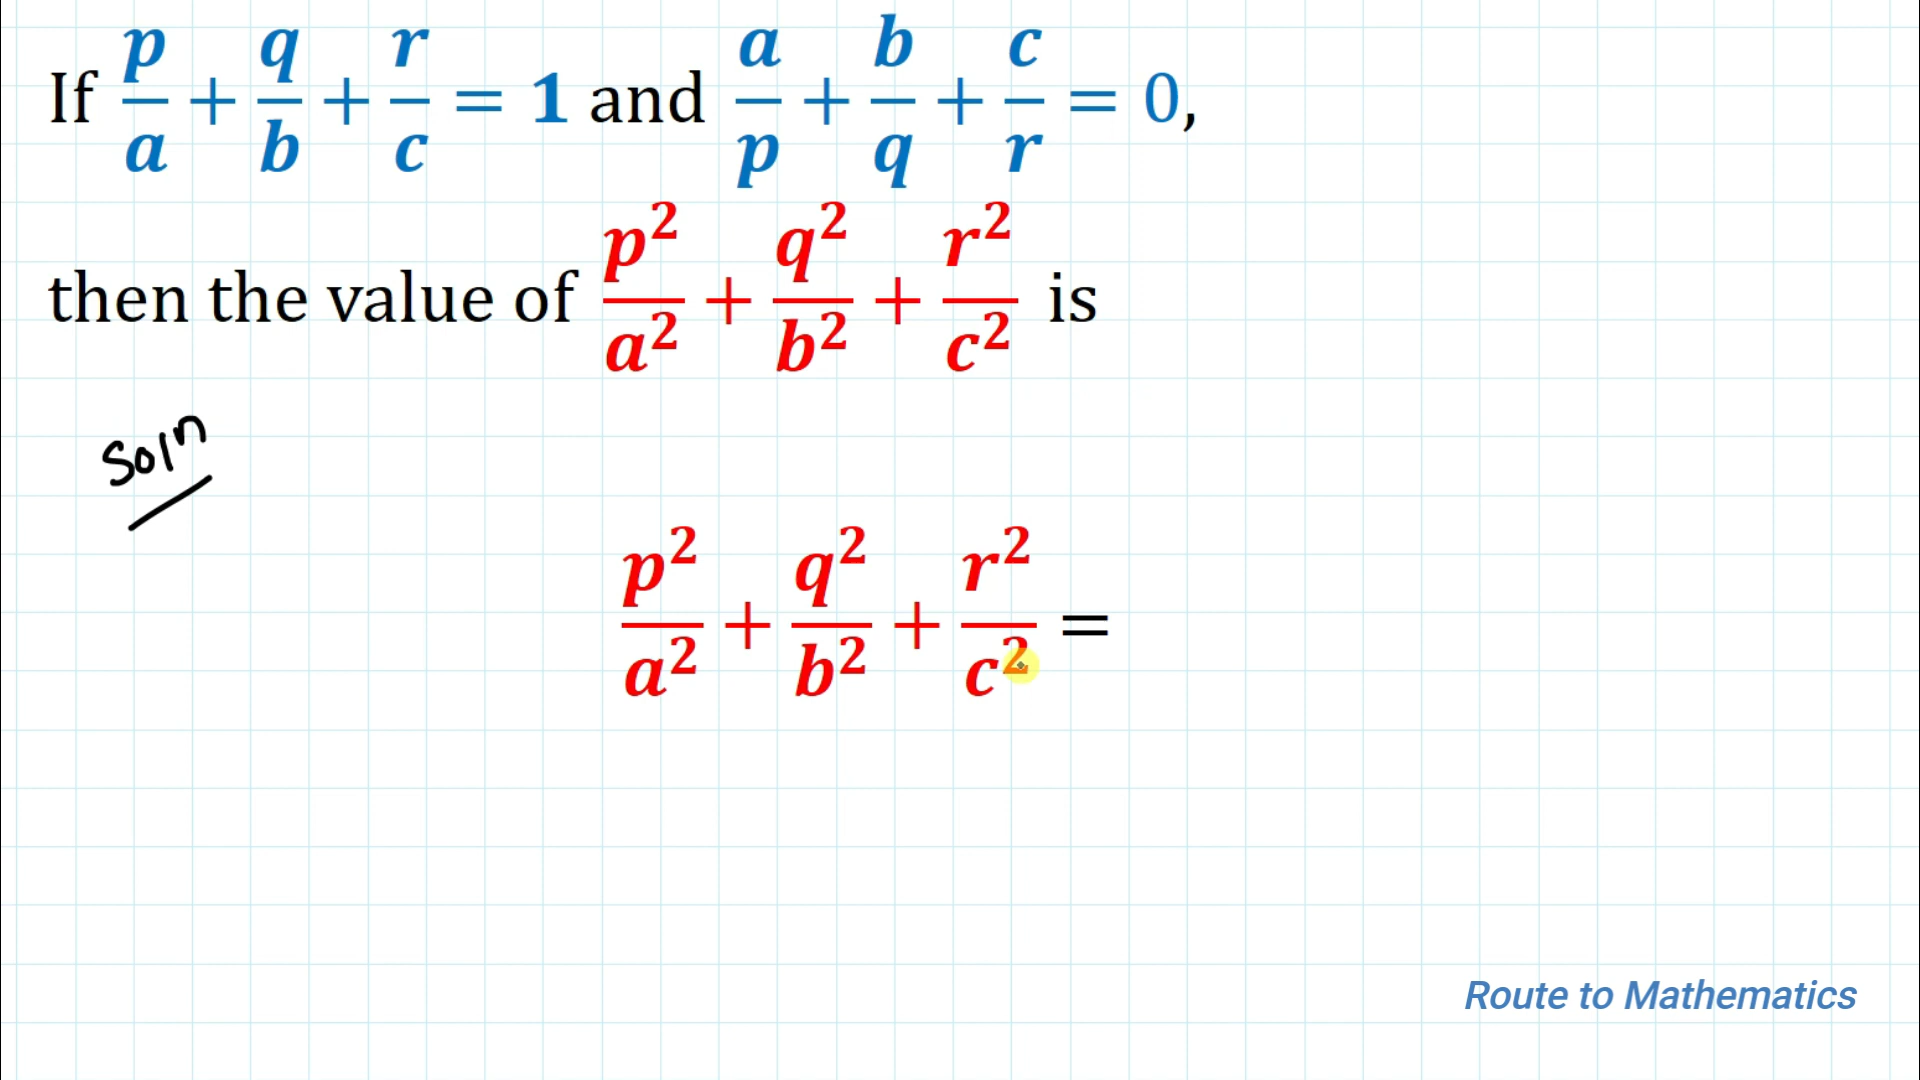 If p/a + q/b + r/c = 1 and a/p + b/q + c/r = 0,
then the value of p²/a² + q²/b² + r²/c² is
Soln
p²/a² + q²/b² + r²/c² =
Route to Mathematics